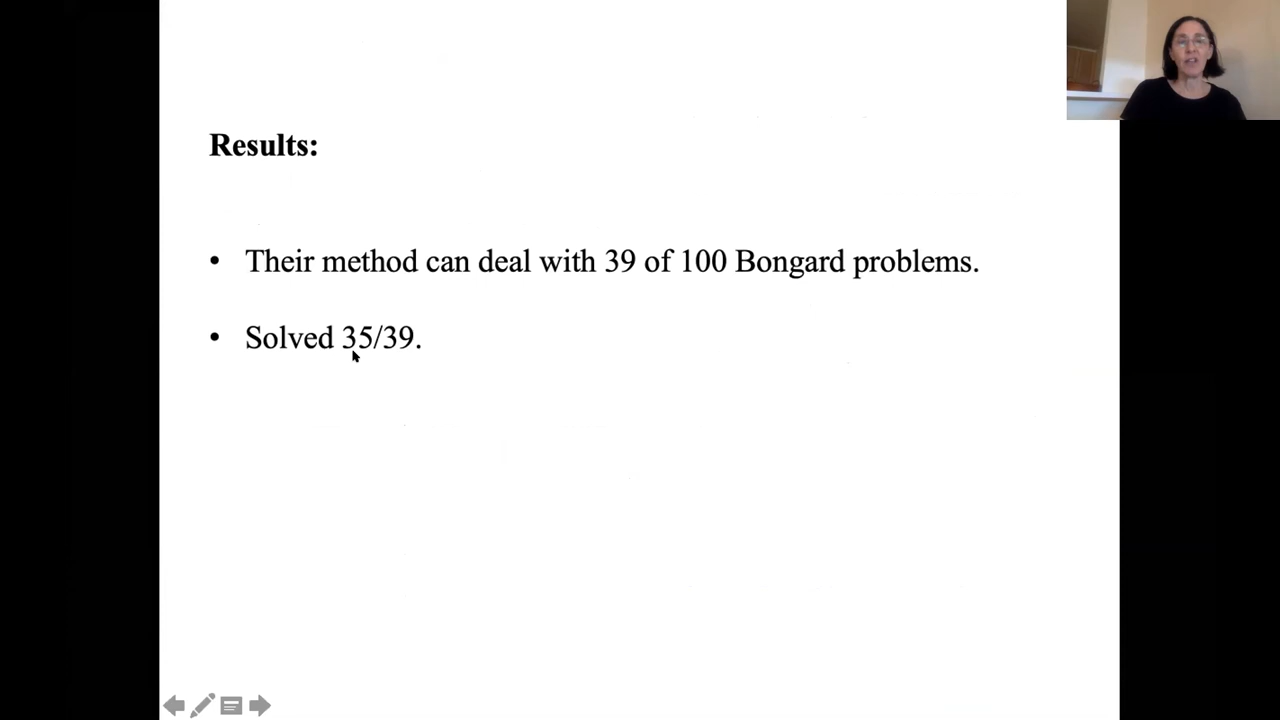 Results:
• Their method can deal with 39 of 100 Bongard problems.
• Solved 35/39.